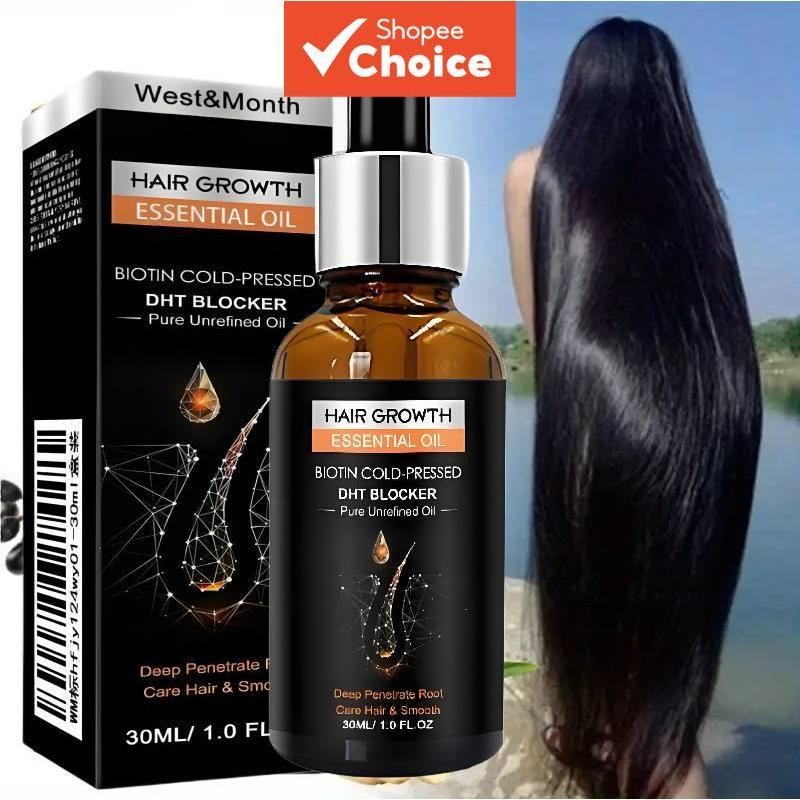 Shopee
Choice
West&Month
HAIR GROWTH
ESSENTIAL OIL
BIOTIN COLD-PRESSED
DHT BLOCKER
Pure Unrefined Oil
Deep Penetrate
Care Hair &
30ML/ 1.0
HAIR GROWTH
ESSENTIAL OIL
BIOTIN COLD-PRESSED
DHT BLOCKER
Pure Unrefined Oil
Deep Penetrate Root
Care Hair & Smooth
30ML/ 1.0 FL.OZ